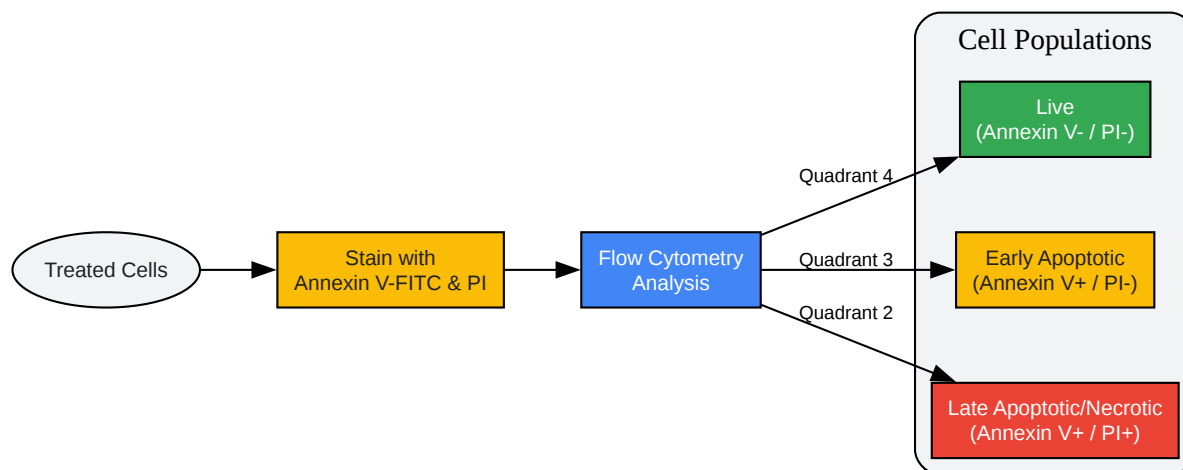 Cell Populations
Live
(Annexin V- / PI-)
Quadrant 4
Treated Cells
Stain with
Annexin V-FITC & PI
Flow Cytometry
Analysis
Quadrant 3
Early Apoptotic
(Annexin V+ / PI-)
Quadrant 2
Late Apoptotic/Necrotic
(Annexin V+ / PI+)